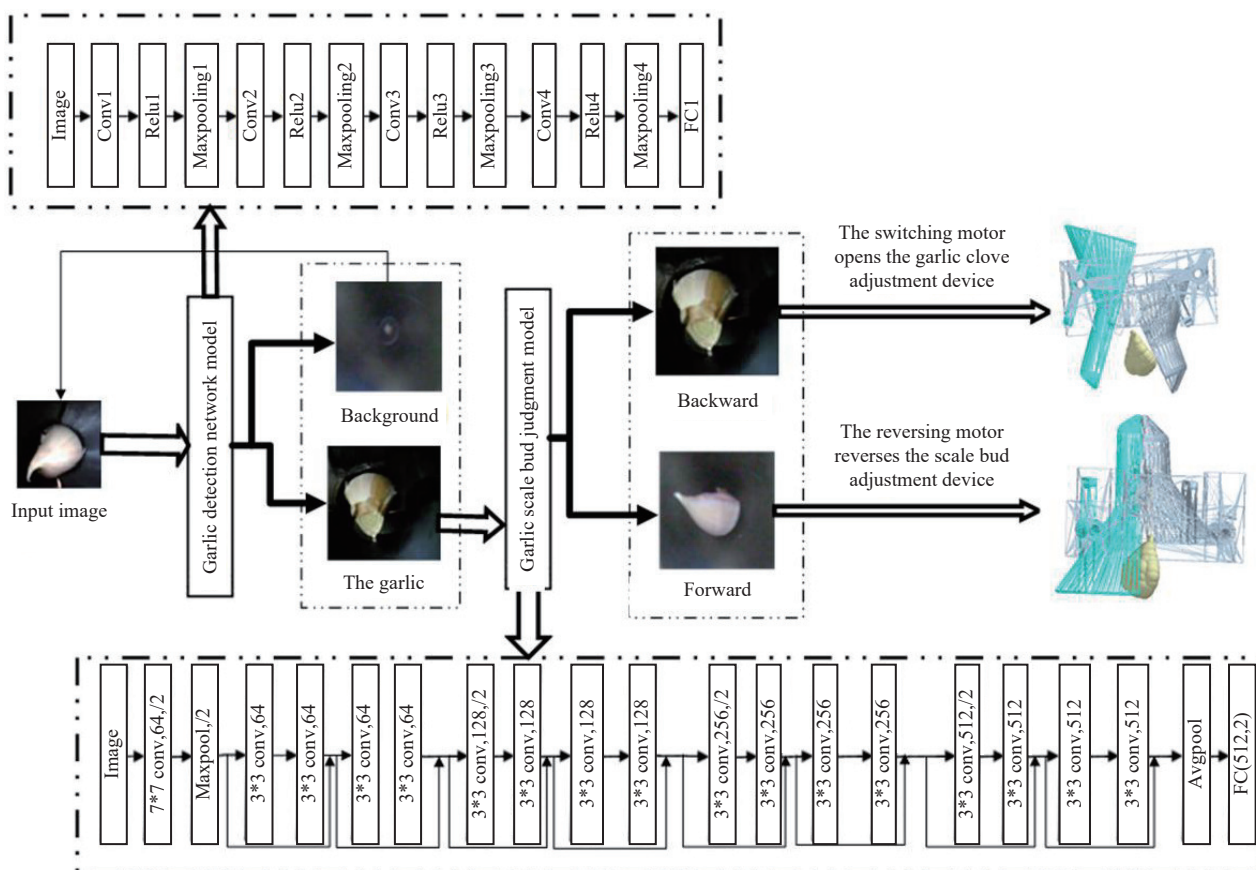 Image
Conv1
Relu1
Maxpooling1
Conv2
Relu2
Maxpooling2
Conv3
Relu3
Maxpooling3
Conv4
Relu4
Maxpooling4
FC1
Input image
Garlic detection network model
Background
The garlic
Garlic scale bud judgment model
Backward
Forward
The switching motor
opens the garlic clove
adjustment device
The reversing motor
reverses the scale bud
adjustment device
Image
7*7 conv,64,/2
Maxpool,/2
3*3 conv,64
3*3 conv,64
3*3 conv,64
3*3 conv,64
3*3 conv,128,/2
3*3 conv,128
3*3 conv,128
3*3 conv,128
3*3 conv,256,/2
3*3 conv,256
3*3 conv,256
3*3 conv,256
3*3 conv,512,/2
3*3 conv,512
3*3 conv,512
3*3 conv,512
Avgpool
FC(512,2)